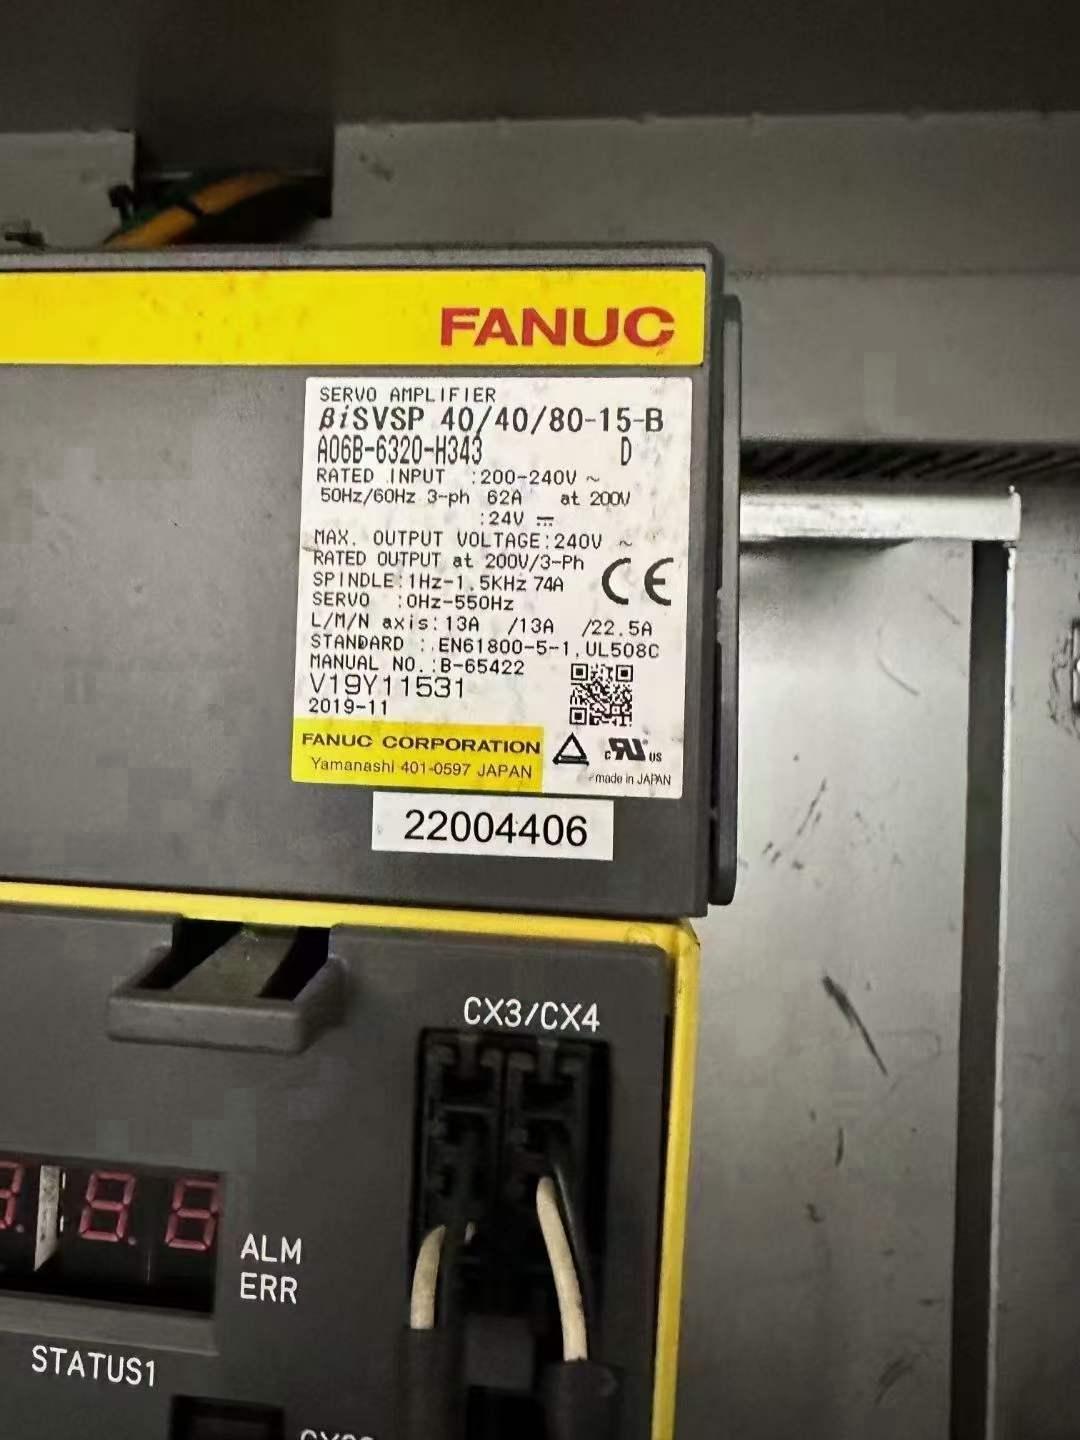 FANUC
SERVO AMPLIFIER
βiSVSP 40/40/80-15-B
A06B-6320-H343 D
RATED INPUT :200-240V ~
50Hz/60Hz 3-ph 62A at 200V
:24V ⎓
MAX. OUTPUT VOLTAGE:240V ~
RATED OUTPUT at 200V/3-Ph
SPINDLE:1Hz-1.5KHz 74A
SERVO :0Hz-550Hz
CE
L/M/N axis:13A /13A /22.5A
STANDARD :EN61800-5-1,UL508C
MANUAL NO.:B-65422
V19Y11531
2019-11
FANUC CORPORATION
Yamanashi 401-0597 JAPAN
c RU US
made in JAPAN
22004406
CX3/CX4
ALM
ERR
STATUS1